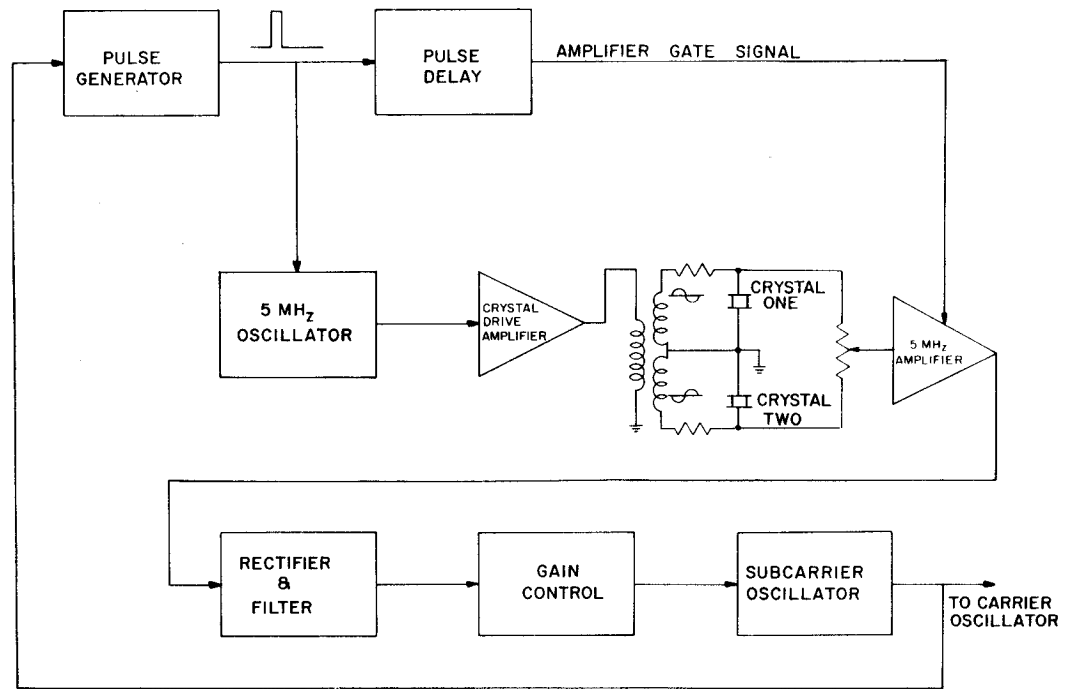 PULSE
GENERATOR
PULSE
DELAY
AMPLIFIER GATE SIGNAL
5 MHz
OSCILLATOR
CRYSTAL
DRIVE
AMPLIFIER
CRYSTAL
ONE
CRYSTAL
TWO
5 MHz
AMPLIFIER
RECTIFIER
&
FILTER
GAIN
CONTROL
SUBCARRIER
OSCILLATOR
TO CARRIER
OSCILLATOR